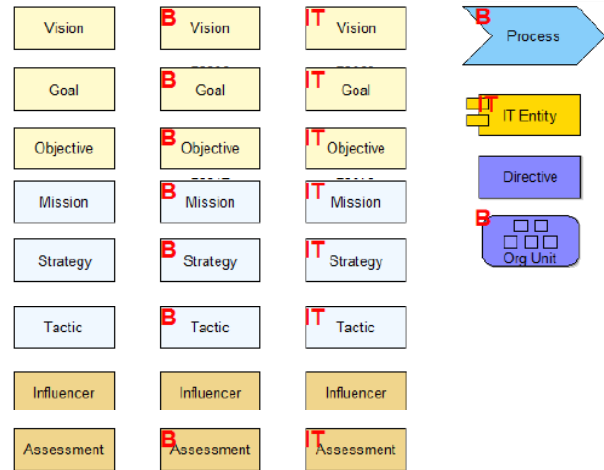 Vision
B Vision
IT Vision
B Process
Goal
B Goal
IT Goal
IT IT Entity
Objective
B Objective
IT Objective
Directive
Mission
B Mission
IT Mission
B Org Unit
Strategy
B Strategy
IT Strategy
Tactic
B Tactic
IT Tactic
Influencer
Influencer
Influencer
Assessment
B Assessment
IT Assessment